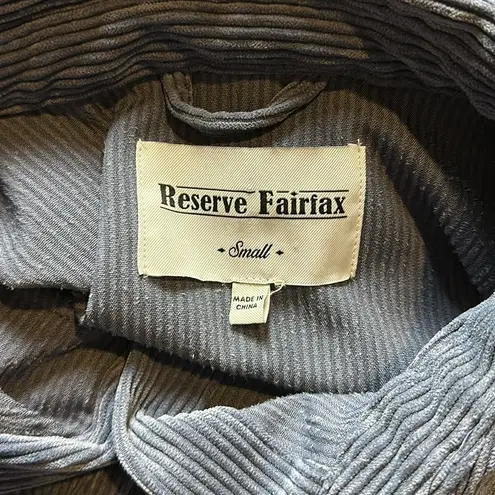 Reserve Fairfax
Small
MADE IN
CHINA